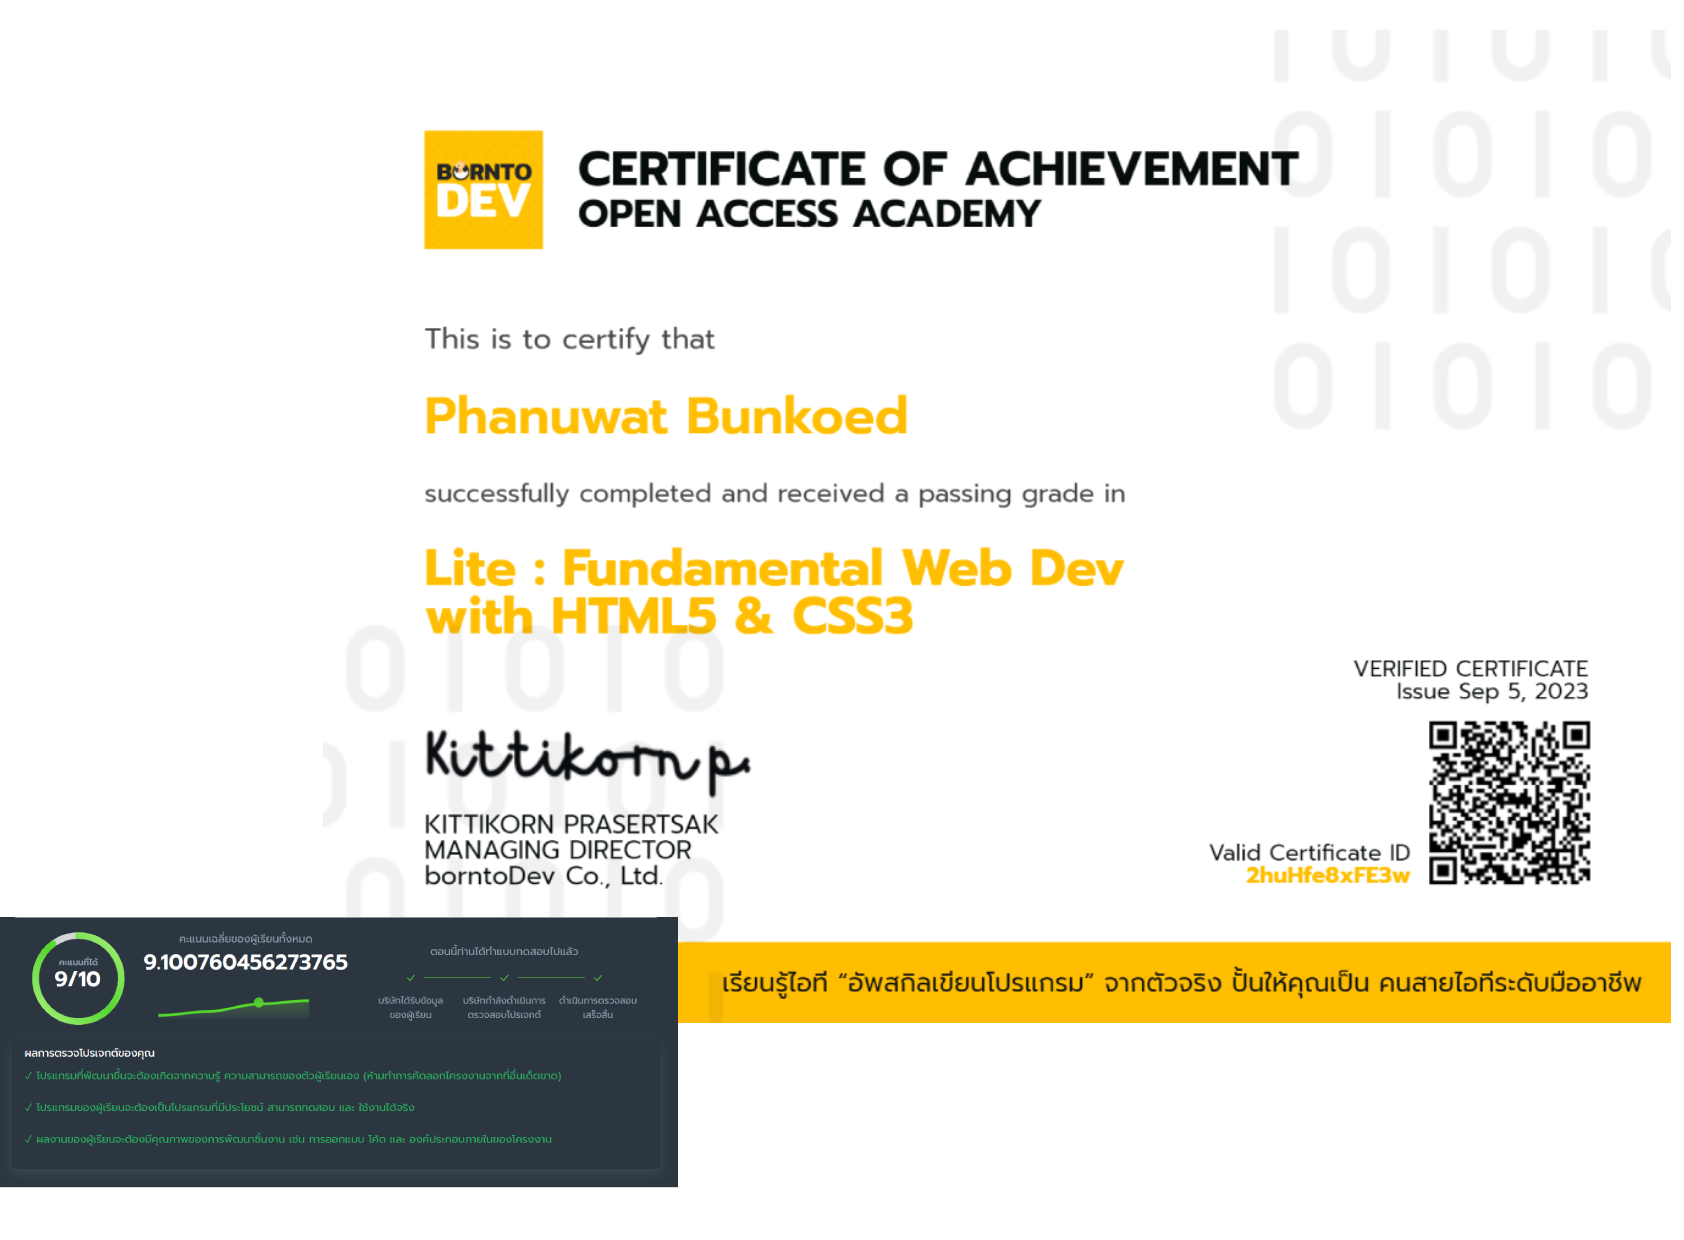 BORNTO
DEV
CERTIFICATE OF ACHIEVEMENT
OPEN ACCESS ACADEMY
This is to certify that
Phanuwat Bunkoed
successfully completed and received a passing grade in
Lite : Fundamental Web Dev
with HTML5 & CSS3
VERIFIED CERTIFICATE
Issue Sep 5, 2023
Kittikorn p.
KITTIKORN PRASERTSAK
MANAGING DIRECTOR
borntoDev Co., Ltd.
Valid Certificate ID
2huHfe8xFE3w
เรียนรู้ไอที “อัพสกิลเขียนโปรแกรม” จากตัวจริง ปั้นให้คุณเป็น คนสายไอทีระดับมืออาชีพ
คะแนนที่ได้
9/10
คะแนนเฉลี่ยของผู้เรียนทั้งหมด
9.100760456273765
ตอนนี้ท่านได้ทำแบบทดสอบไปแล้ว
บริษัทได้รับข้อมูล
ของผู้เรียน
บริษัทกำลังดำเนินการ
ตรวจสอบโปรเจกต์
ดำเนินการตรวจสอบ
เสร็จสิ้น
ผลการตรวจโปรเจกต์ของคุณ
✓ โปรแกรมที่พัฒนาขึ้นจะต้องเกิดจากความรู้ ความสามารถของตัวผู้เรียนเอง (ห้ามทำการคัดลอกโครงงานจากที่อื่นเด็ดขาด)
✓ โปรแกรมของผู้เรียนจะต้องเป็นโปรแกรมที่มีประโยชน์ สามารถทดสอบ และ ใช้งานได้จริง
✓ ผลงานของผู้เรียนจะต้องมีคุณภาพของการพัฒนาชิ้นงาน เช่น การออกแบบ โค้ด และ องค์ประกอบภายในของโครงงาน